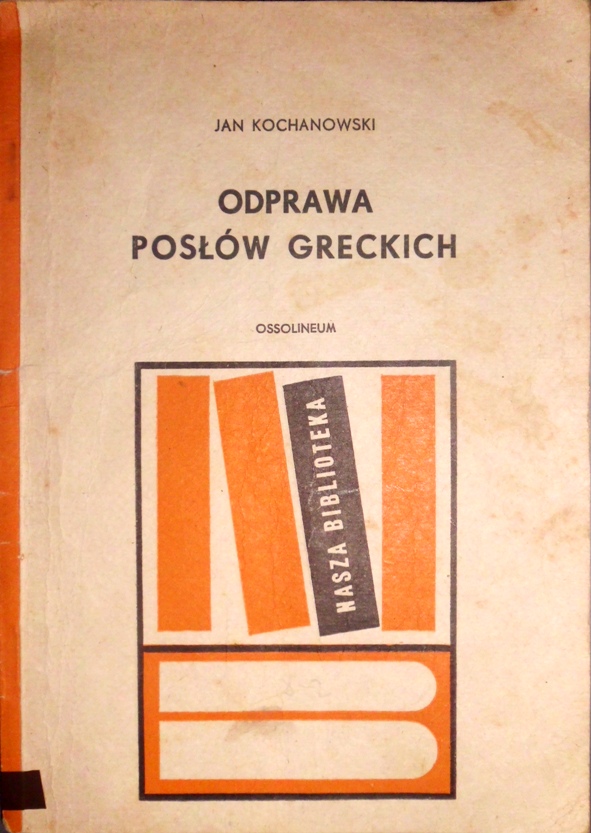 JAN KOCHANOWSKI
ODPRAWA
POSŁÓW GRECKICH
OSSOLINEUM
NASZA BIBLIOTEKA